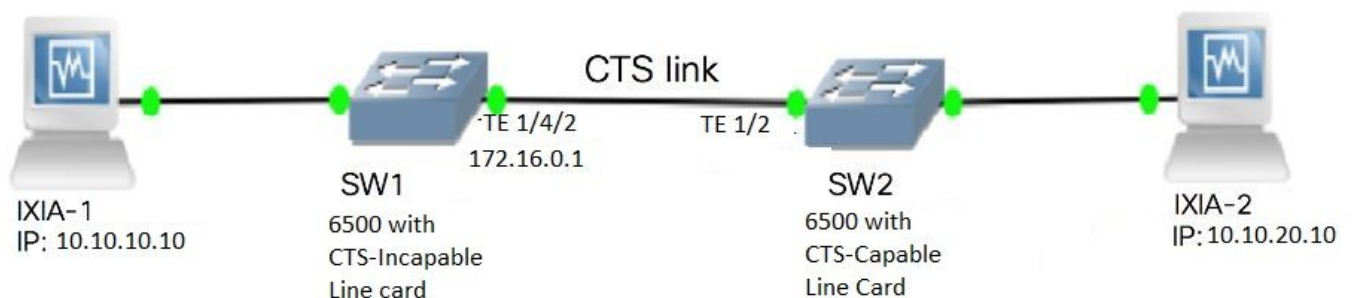 CTS link
TE 1/4/2
172.16.0.1
TE 1/2
IXIA-1
IP: 10.10.10.10
SW1
6500 with
CTS-Incapable
Line card
SW2
6500 with
CTS-Capable
Line Card
IXIA-2
IP: 10.10.20.10